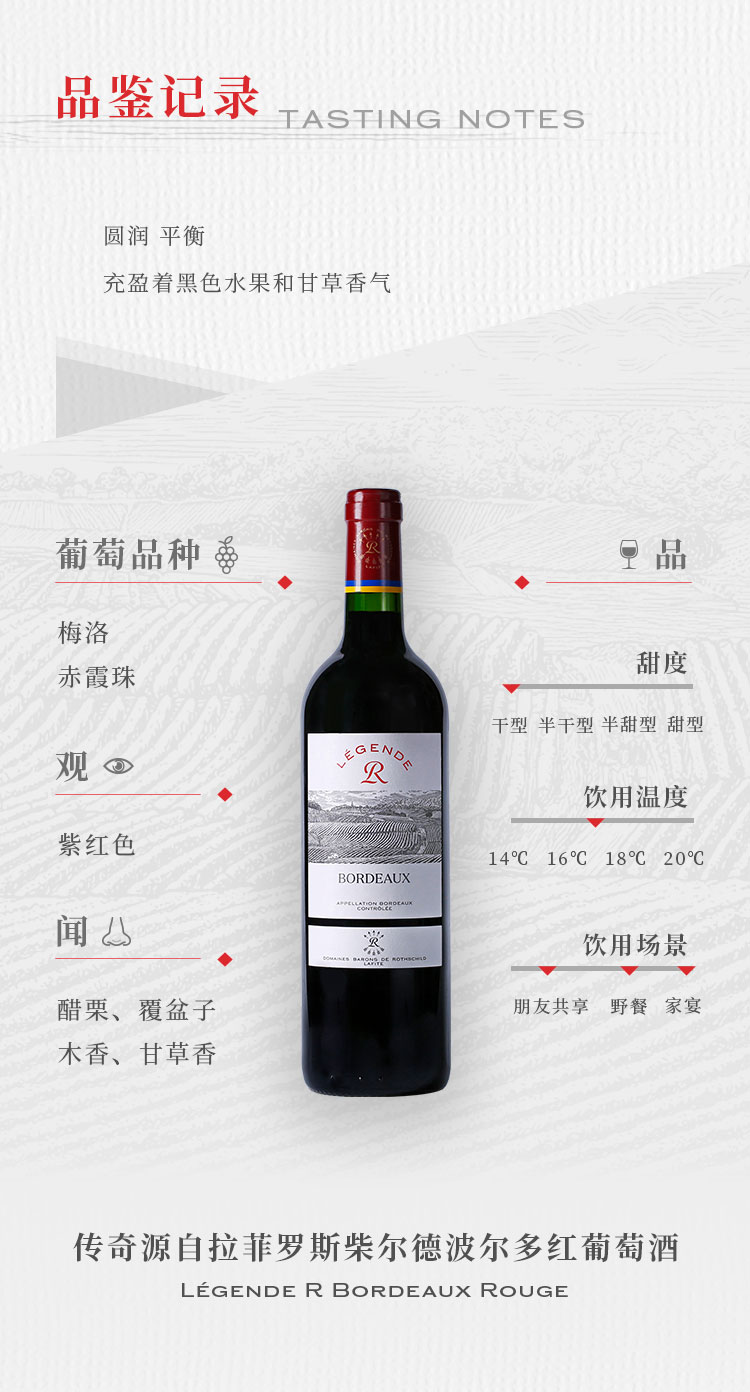 品鉴记录 TASTING NOTES
圆润 平衡
充盈着黑色水果和甘草香气
葡萄品种
梅洛
赤霞珠
观
紫红色
闻
醋栗、覆盆子
木香、甘草香
品
甜度
干型 半干型 半甜型 甜型
饮用温度
14℃ 16℃ 18℃ 20℃
饮用场景
朋友共享 野餐 家宴
LÉGENDE
R
BORDEAUX
APPELLATION BORDEAUX
CONTRÔLÉE
R
DOMAINES BARONS DE ROTHSCHILD
LAFITE
传奇源自拉菲罗斯柴尔德波尔多红葡萄酒
LÉGENDE R BORDEAUX ROUGE